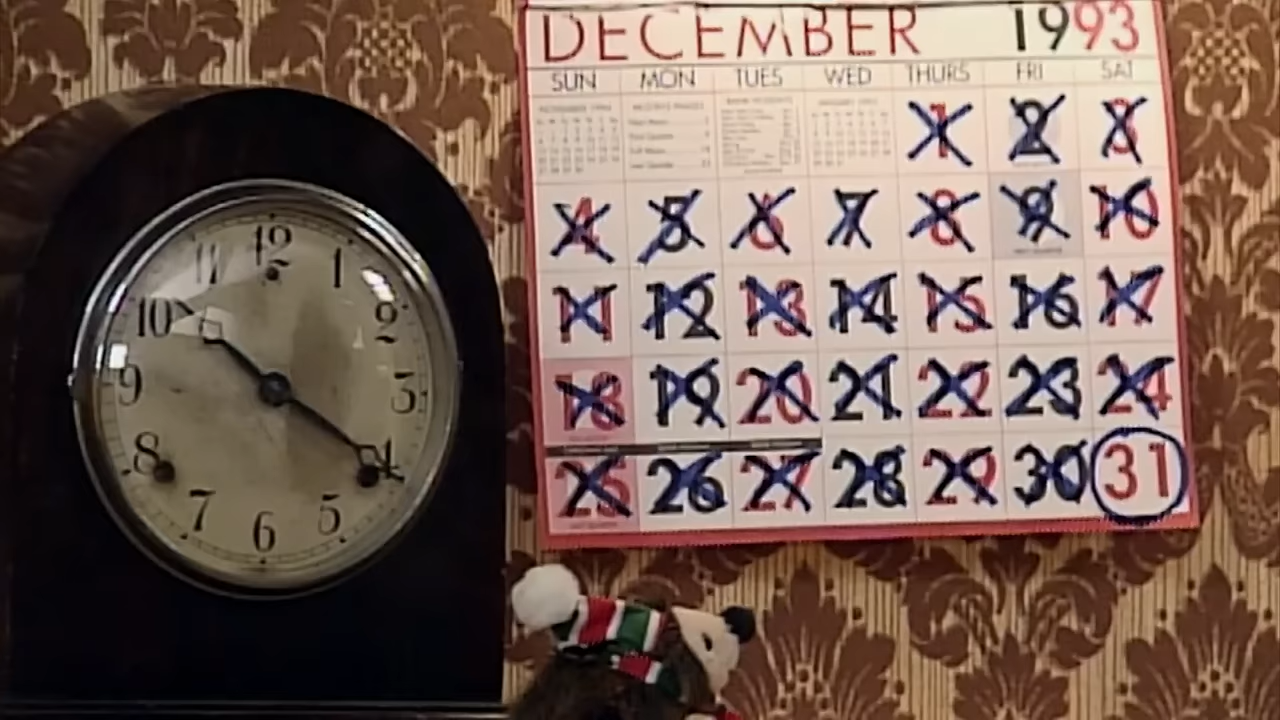 DECEMBER 1993
SUN MON TUES WED THURS FRI SAT
1 2 3
4 5 6 7 8 9 10
11 12 13 14 15 16 17
18 19 20 21 22 23 24
25 26 27 28 29 30 31
12
11 1
10 2
9 3
8 4
7 5
6